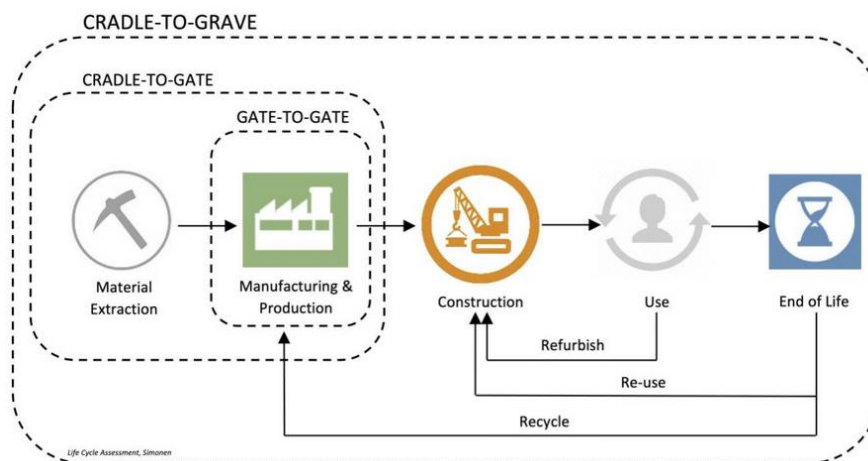 CRADLE-TO-GRAVE
CRADLE-TO-GATE
GATE-TO-GATE
Material
Extraction
Manufacturing &
Production
Construction
Use
End of Life
Refurbish
Re-use
Recycle
Life Cycle Assessment, Simonen